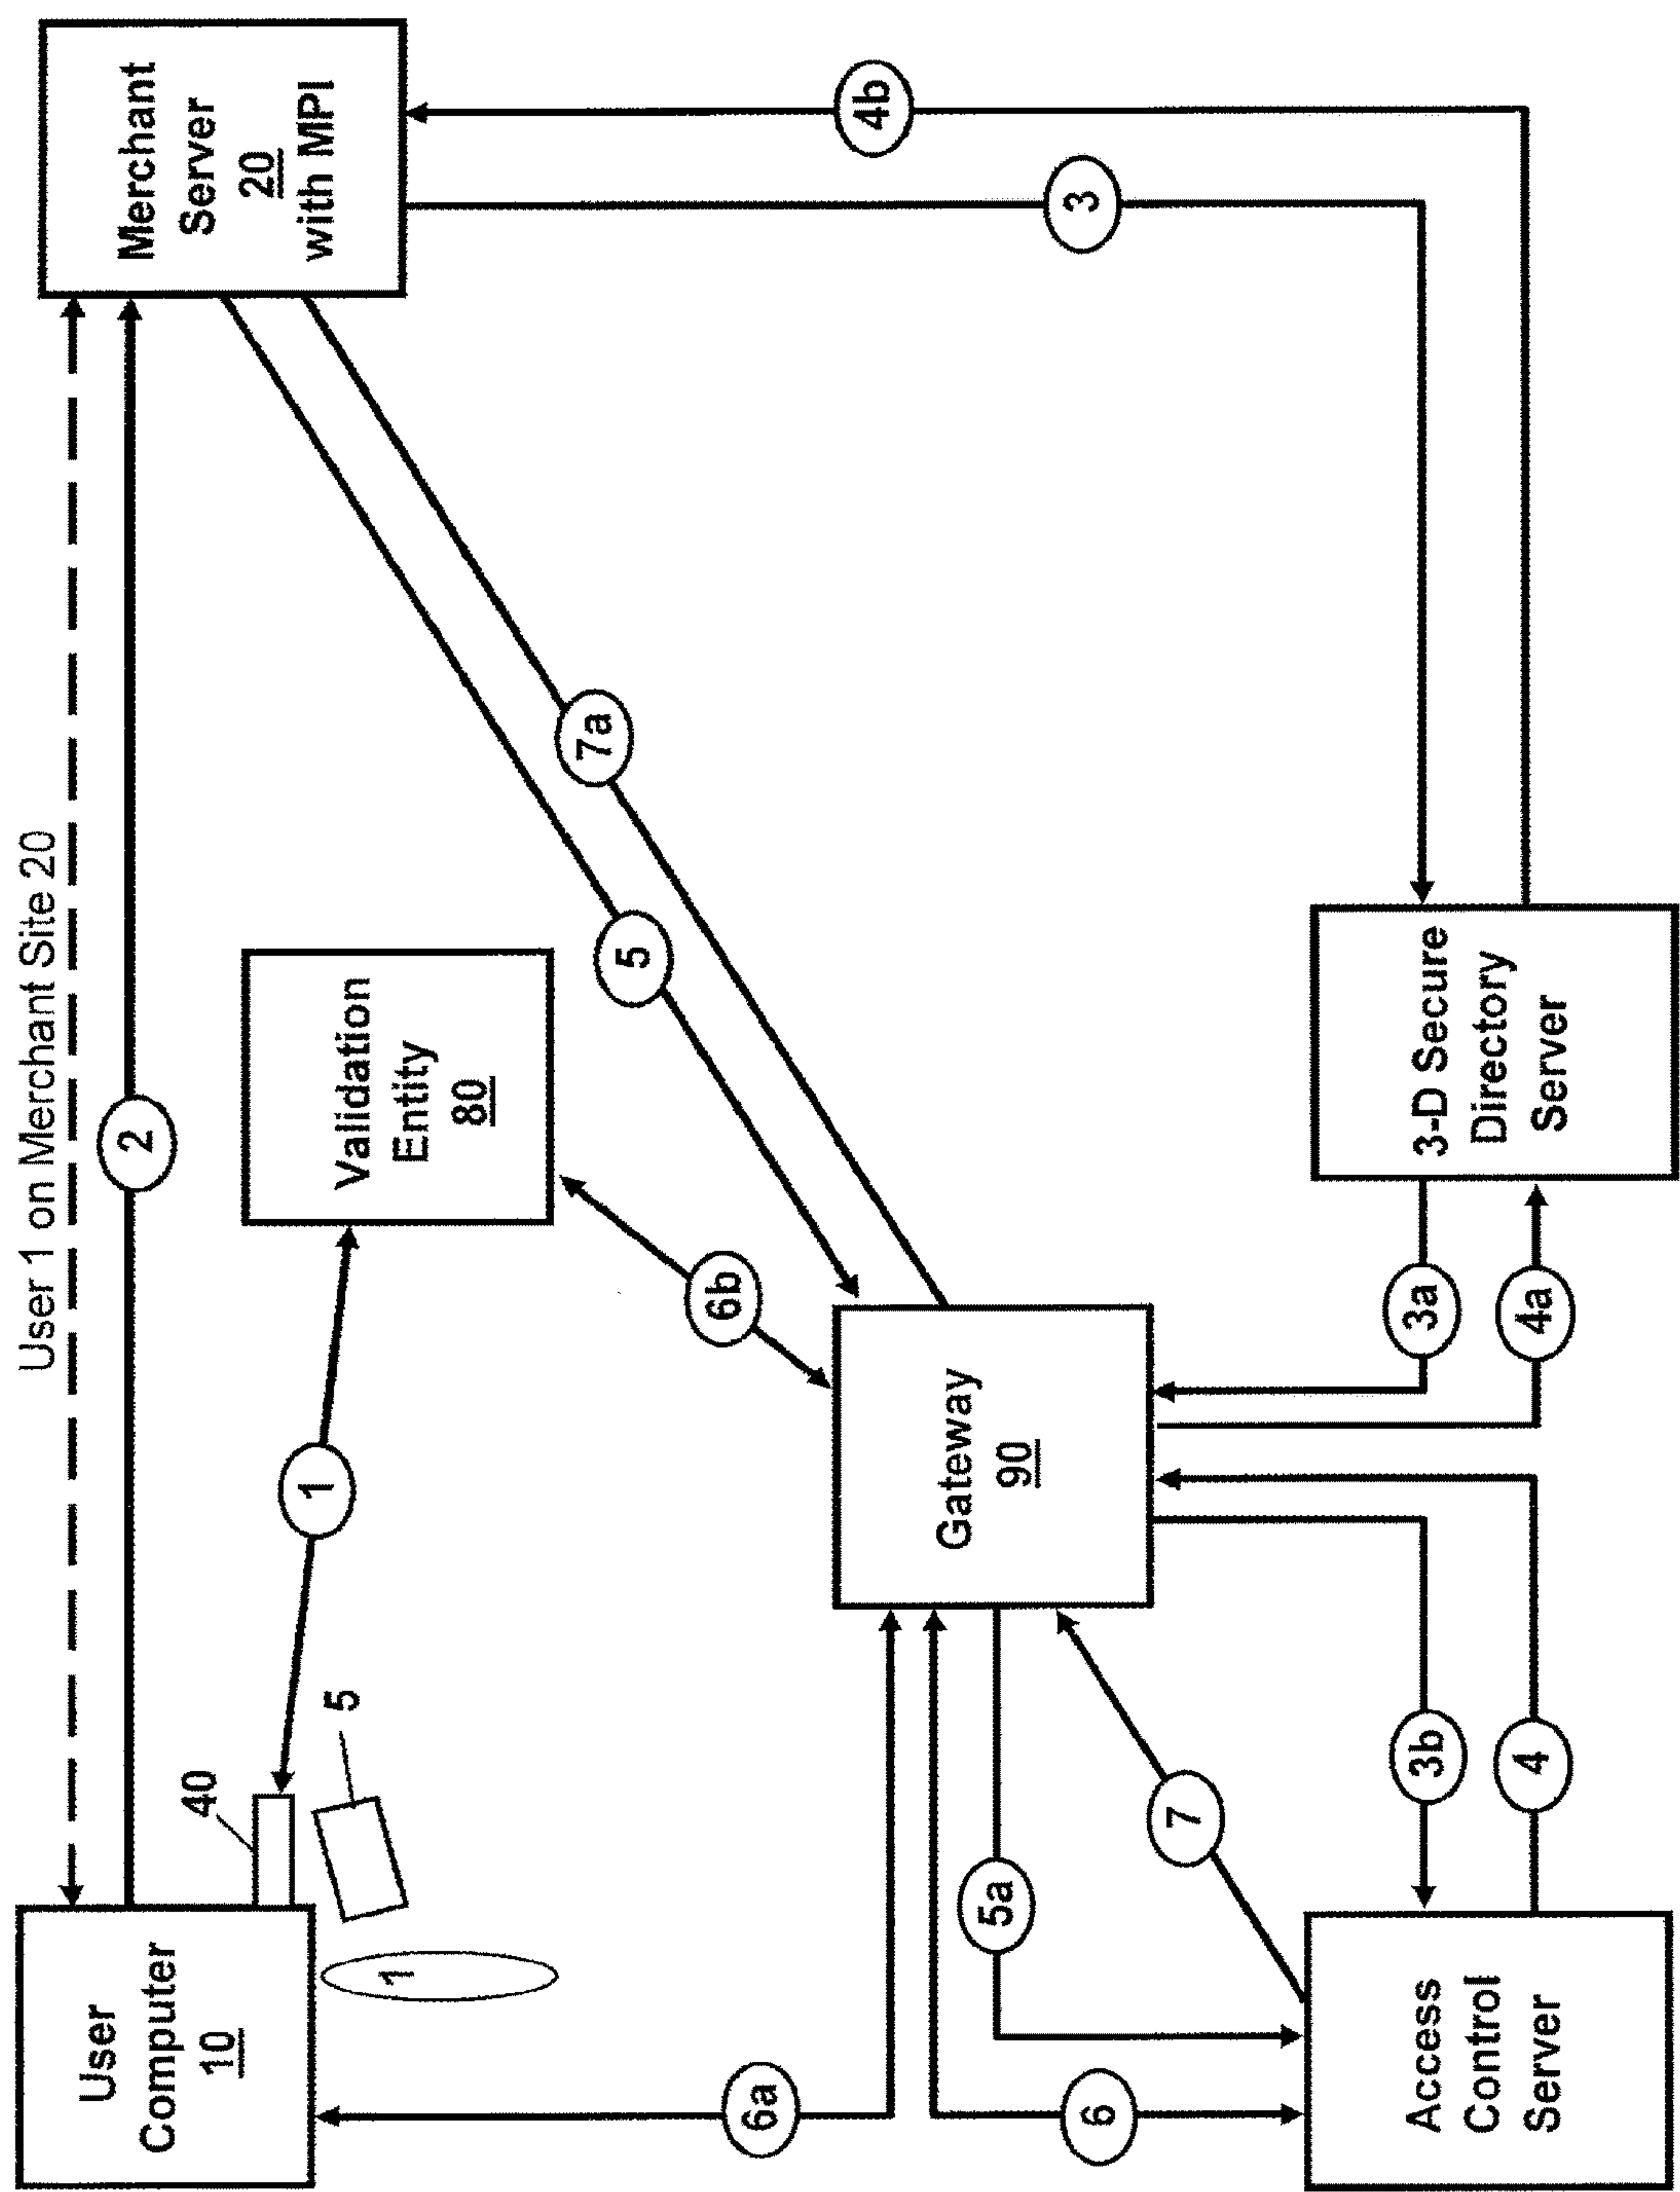 User 1 on Merchant Site 20
2
User
Computer
10
40
5
1
1
Validation
Entity
80
Merchant
Server
20
with MPI
6a
6b
5
7a
Gateway
90
4b
3
6
5a
7
3b
4
3a
4a
Access
Control
Server
3-D Secure
Directory
Server